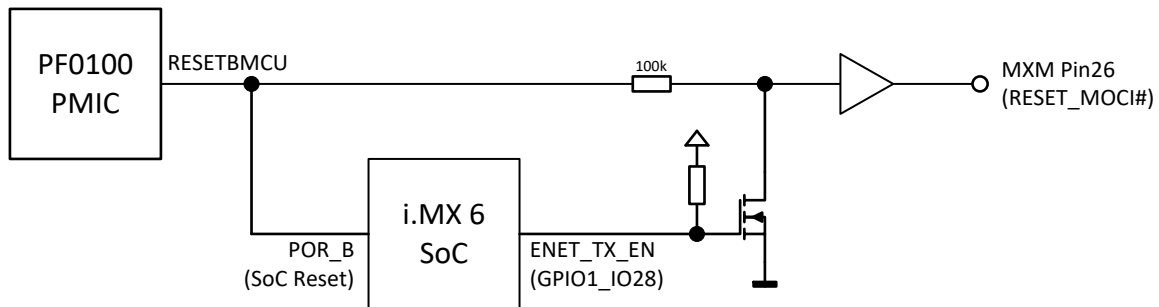 PF0100
PMIC
RESETBMCU
100k
MXM Pin26
(RESET_MOCI#)
i.MX 6
SoC
POR_B
(SoC Reset)
ENET_TX_EN
(GPIO1_IO28)